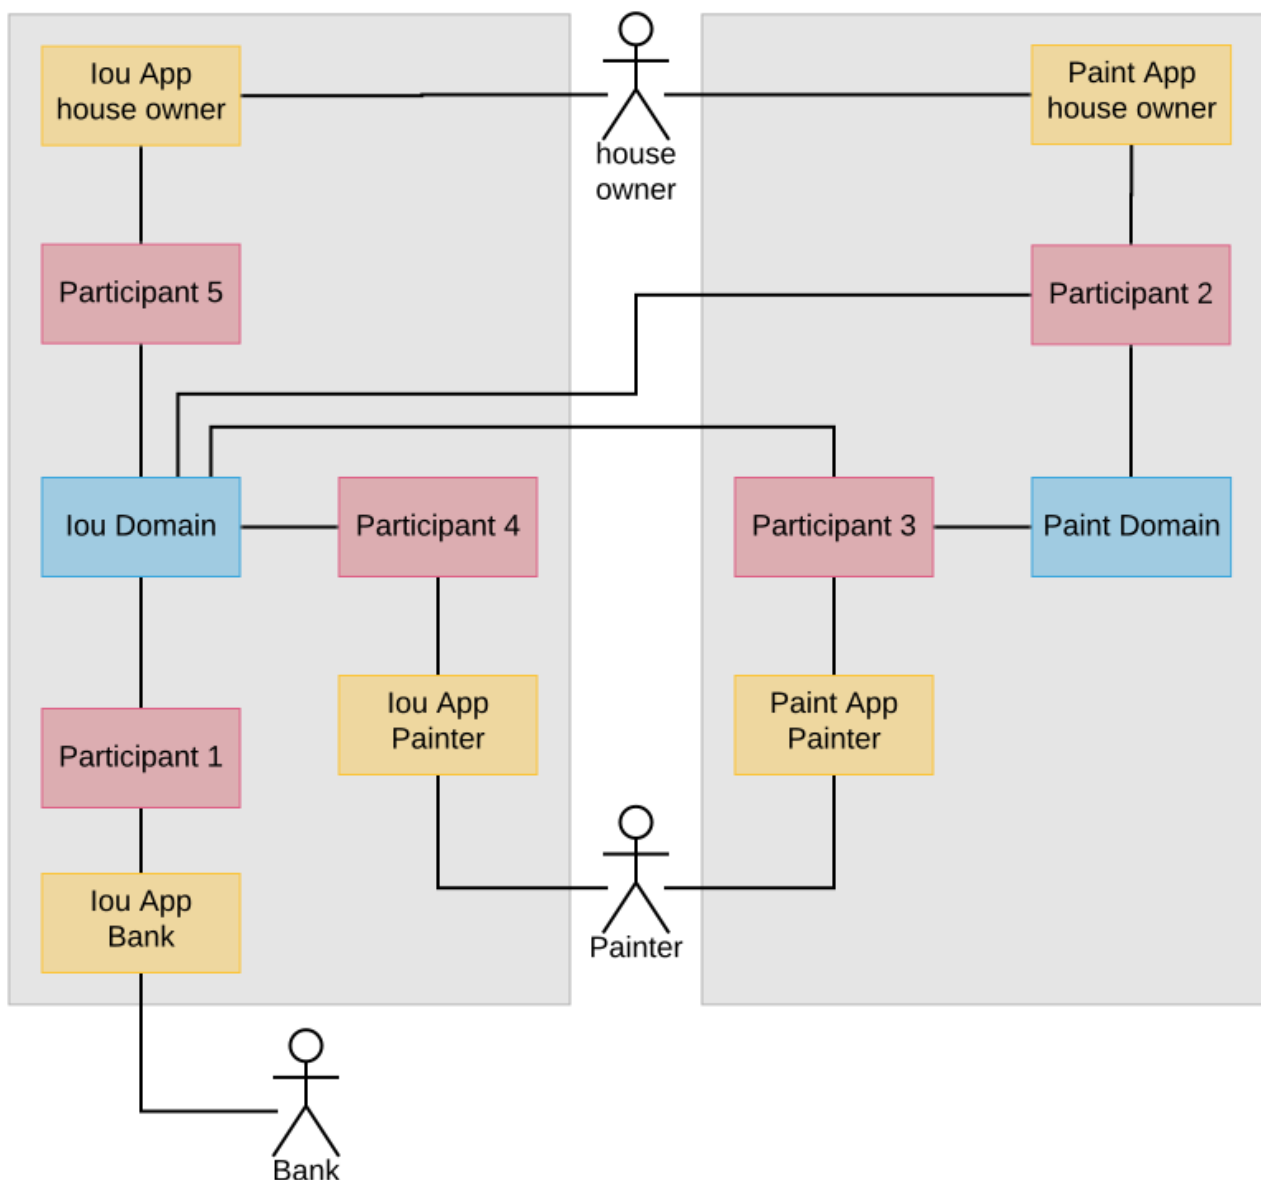 Iou App
house owner
Paint App
house owner
house
owner
Participant 5
Participant 2
Iou Domain
Participant 4
Participant 3
Paint Domain
Iou App
Painter
Paint App
Painter
Participant 1
Iou App
Bank
Painter
Bank